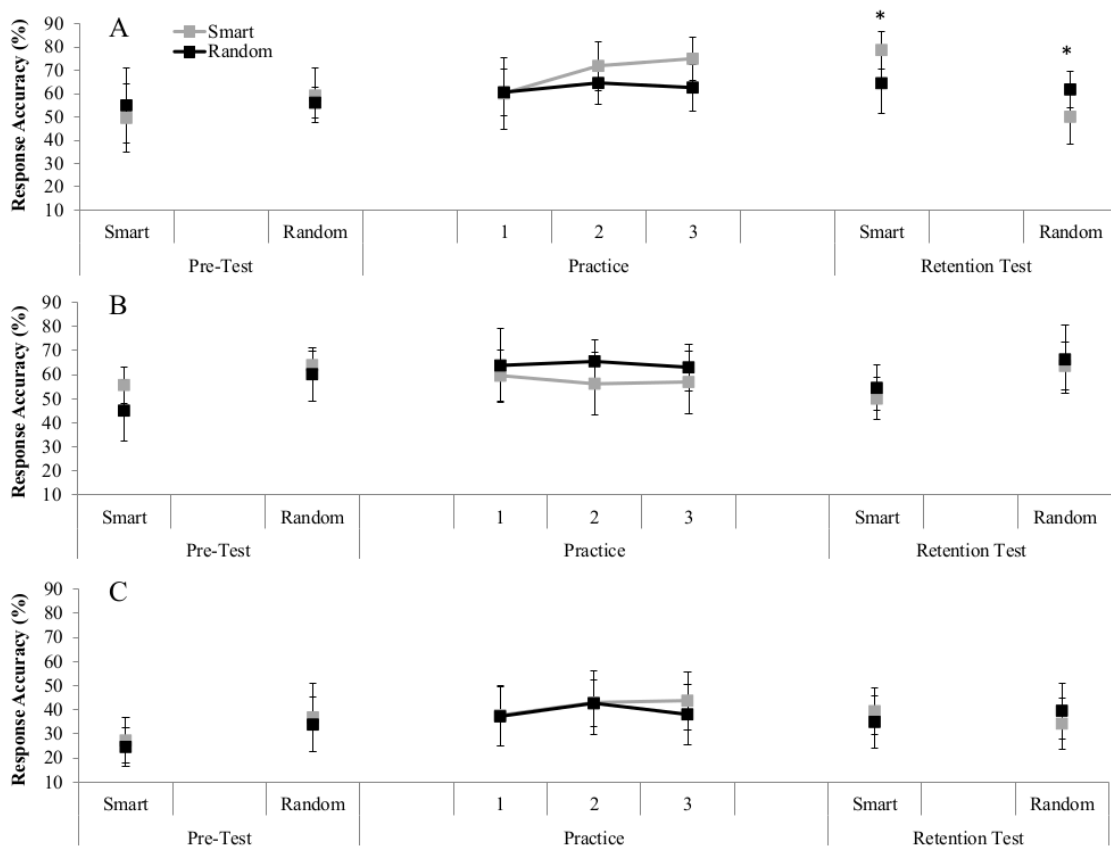 A
Smart
Random
*
*
Response Accuracy (%)
90
80
70
60
50
40
30
20
10
Smart Random 1 2 3 Smart Random
Pre-Test Practice Retention Test
B
Response Accuracy (%)
90
80
70
60
50
40
30
20
10
Smart Random 1 2 3 Smart Random
Pre-Test Practice Retention Test
C
Response Accuracy (%)
90
80
70
60
50
40
30
20
10
Smart Random 1 2 3 Smart Random
Pre-Test Practice Retention Test